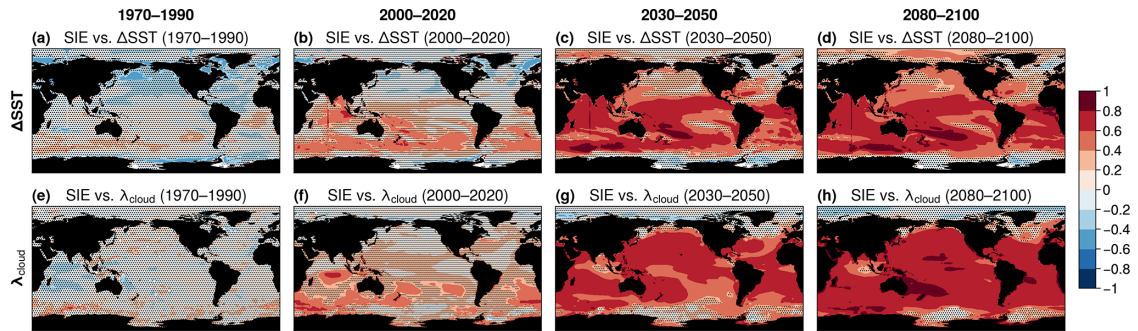 1970–1990 2000–2020 2030–2050 2080–2100
(a) SIE vs. ΔSST (1970–1990) (b) SIE vs. ΔSST (2000–2020) (c) SIE vs. ΔSST (2030–2050) (d) SIE vs. ΔSST (2080–2100)
ΔSST
(e) SIE vs. λcloud (1970–1990) (f) SIE vs. λcloud (2000–2020) (g) SIE vs. λcloud (2030–2050) (h) SIE vs. λcloud (2080–2100)
λcloud
1
0.8
0.6
0.4
0.2
0
−0.2
−0.4
−0.6
−0.8
−1